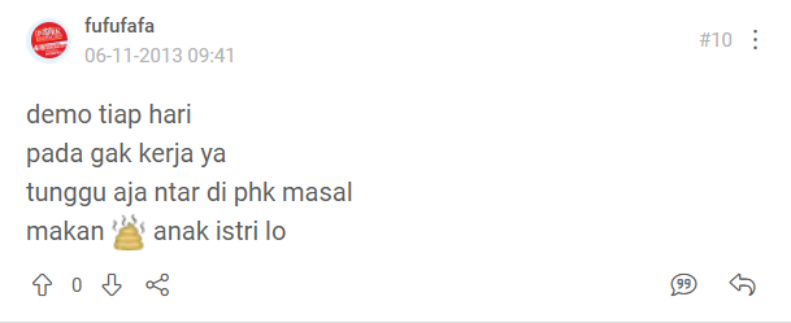 fufufafa
06-11-2013 09:41
#10
demo tiap hari
pada gak kerja ya
tunggu aja ntar di phk masal
makan 💩 anak istri lo
0